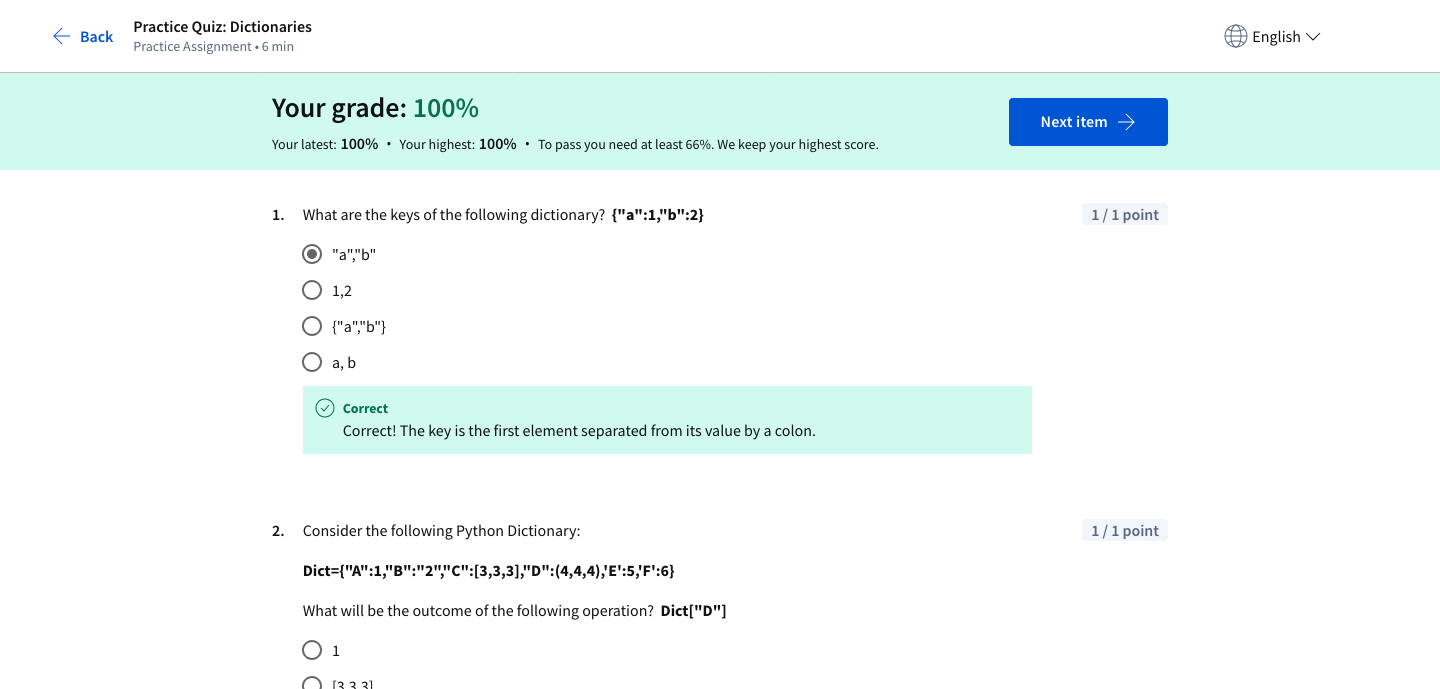 Back
Practice Quiz: Dictionaries
Practice Assignment • 6 min
English
Your grade: 100%
Your latest: 100% • Your highest: 100% • To pass you need at least 66%. We keep your highest score.
Next item
1. What are the keys of the following dictionary? {"a":1,"b":2}
1 / 1 point
"a","b"
1,2
{"a","b"}
a, b
Correct
Correct! The key is the first element separated from its value by a colon.
2. Consider the following Python Dictionary:
1 / 1 point
Dict={"A":1,"B":"2","C":[3,3,3],"D":(4,4,4),'E':5,'F':6}
What will be the outcome of the following operation? Dict["D"]
1
[3,3,3]